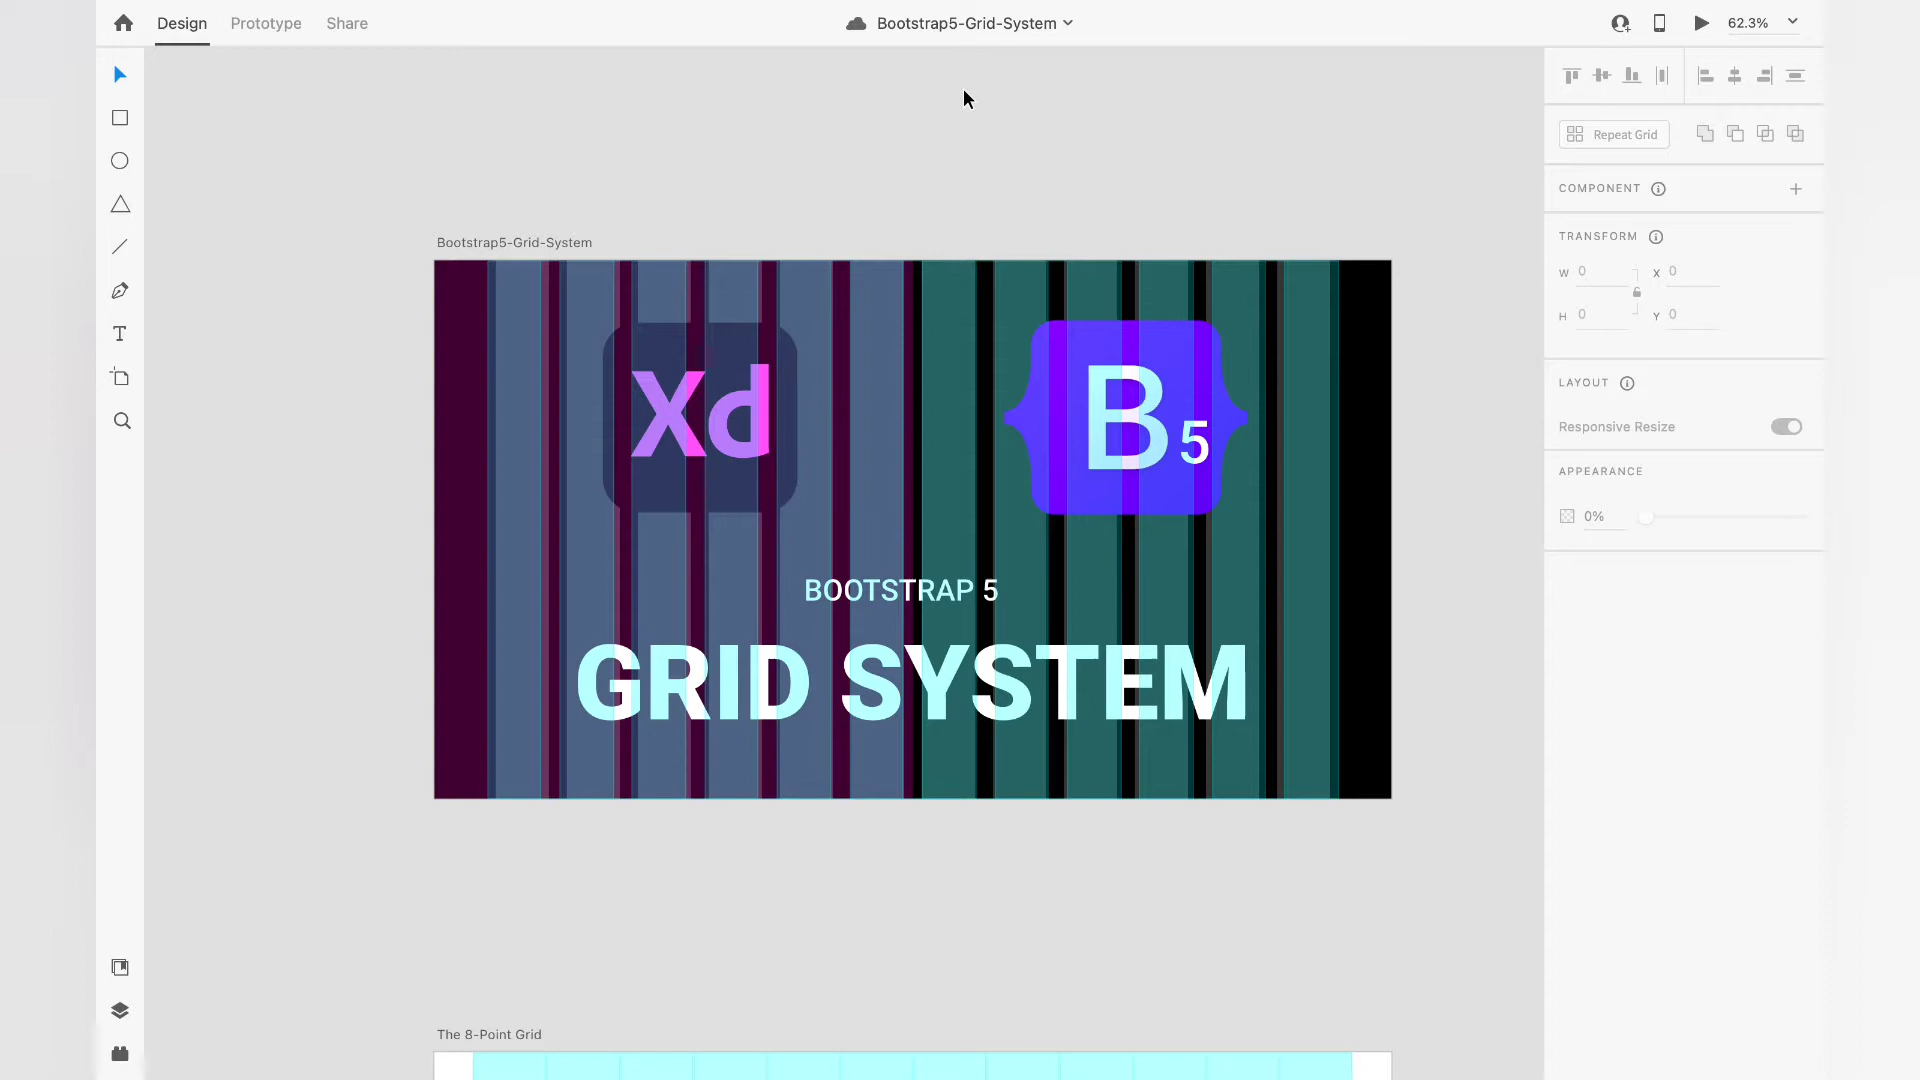 Design Prototype Share
Bootstrap5-Grid-System
62.3%
Repeat Grid
COMPONENT
TRANSFORM
W 0 X 0
H 0 Y 0
LAYOUT
Responsive Resize
APPEARANCE
0%
T
Bootstrap5-Grid-System
Xd
B5
BOOTSTRAP 5
GRID SYSTEM
The 8-Point Grid